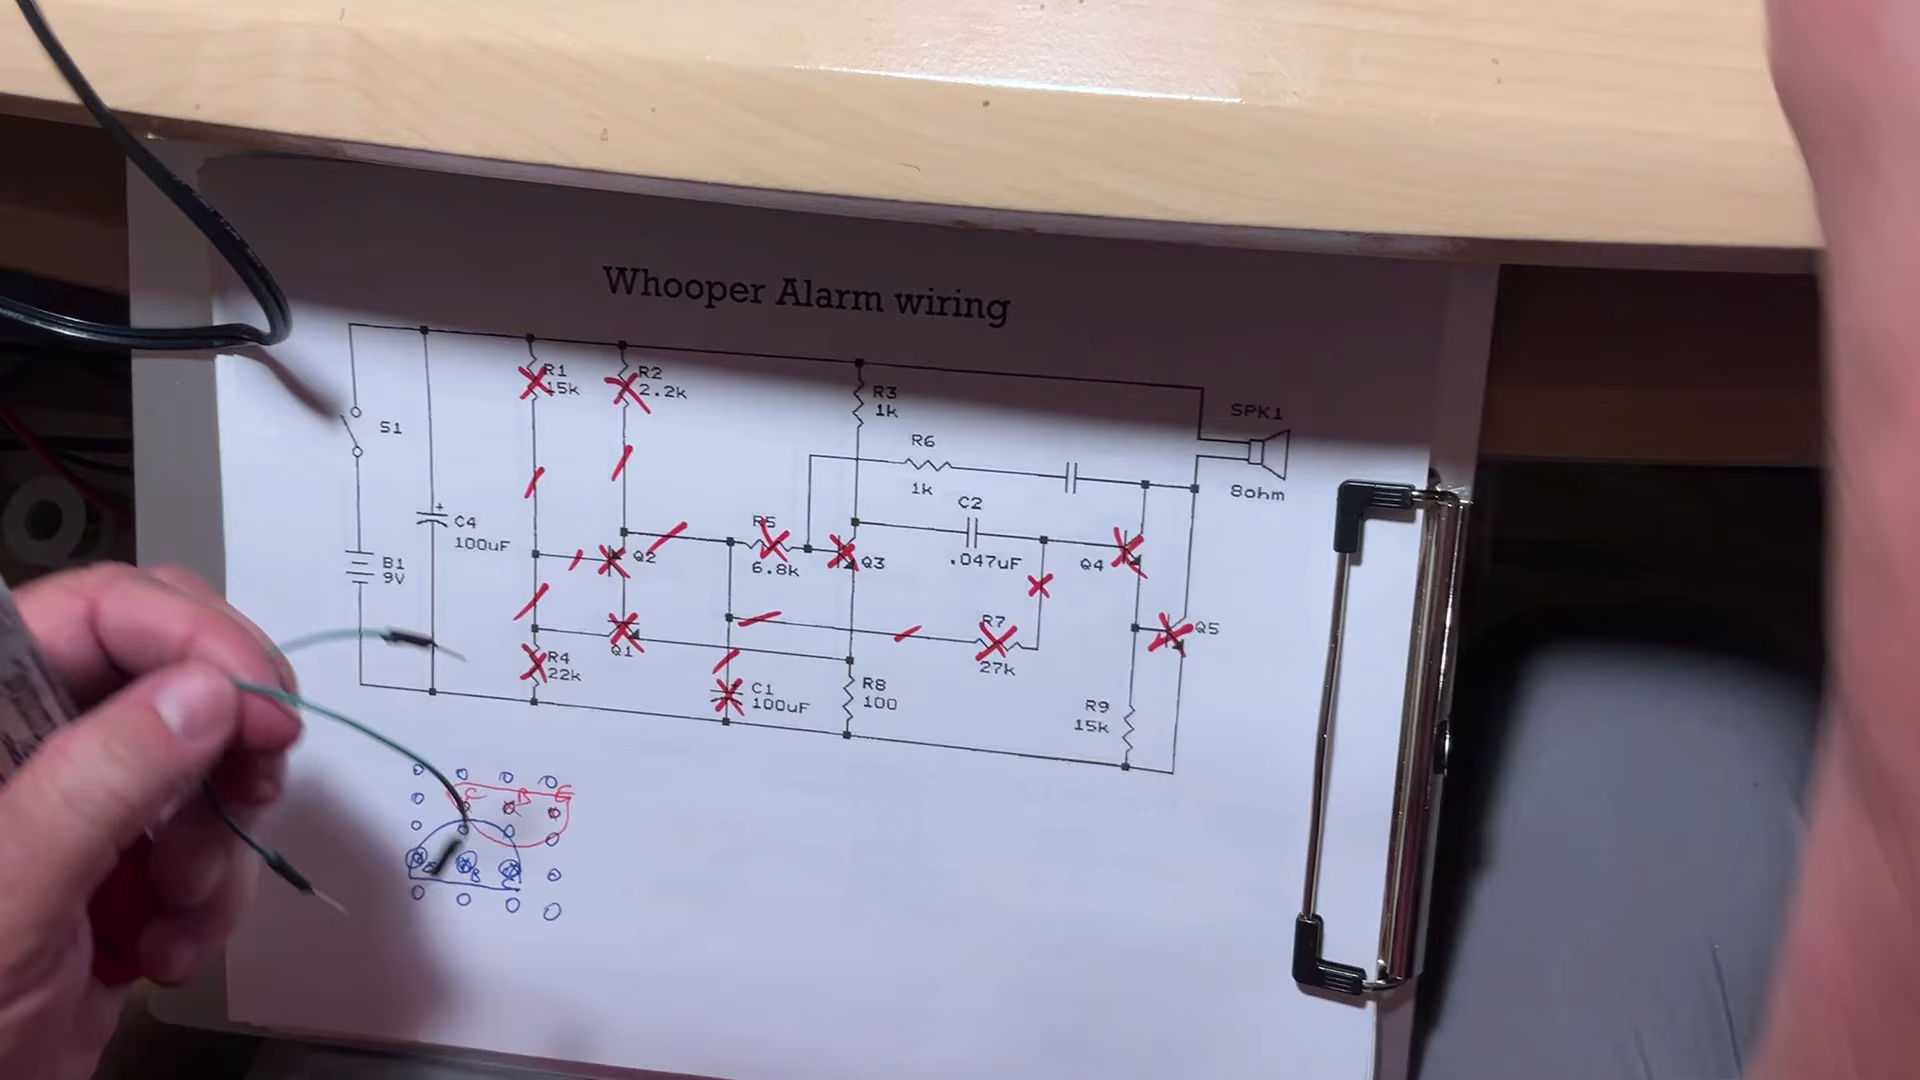 Whooper Alarm wiring
R1
15k
R2
2.2k
R3
1k
SPK1
8ohm
S1
R6
1k
C2
.047uF
C4
100uF
+
R5
6.8k
Q2
Q3
Q4
B1
9V
Q1
R7
27k
Q5
R4
22k
C1
100uF
R8
100
R9
15k
C B E
B